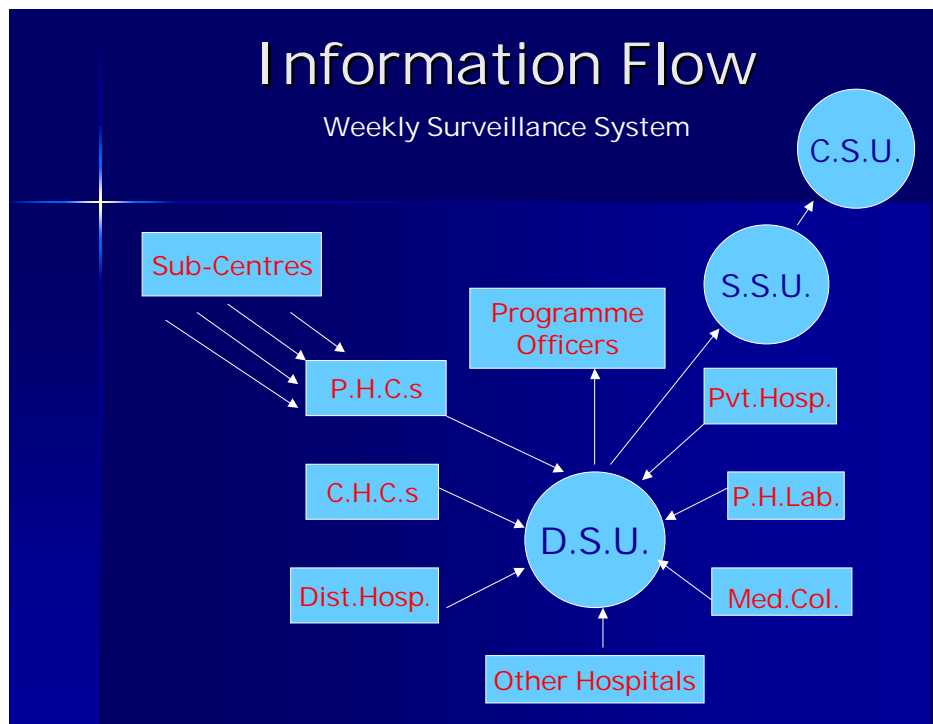 Information Flow
Weekly Surveillance System
C.S.U.
Sub-Centres
S.S.U.
Programme
Officers
P.H.C.s
Pvt.Hosp.
C.H.C.s
P.H.Lab.
D.S.U.
Dist.Hosp.
Med.Col.
Other Hospitals